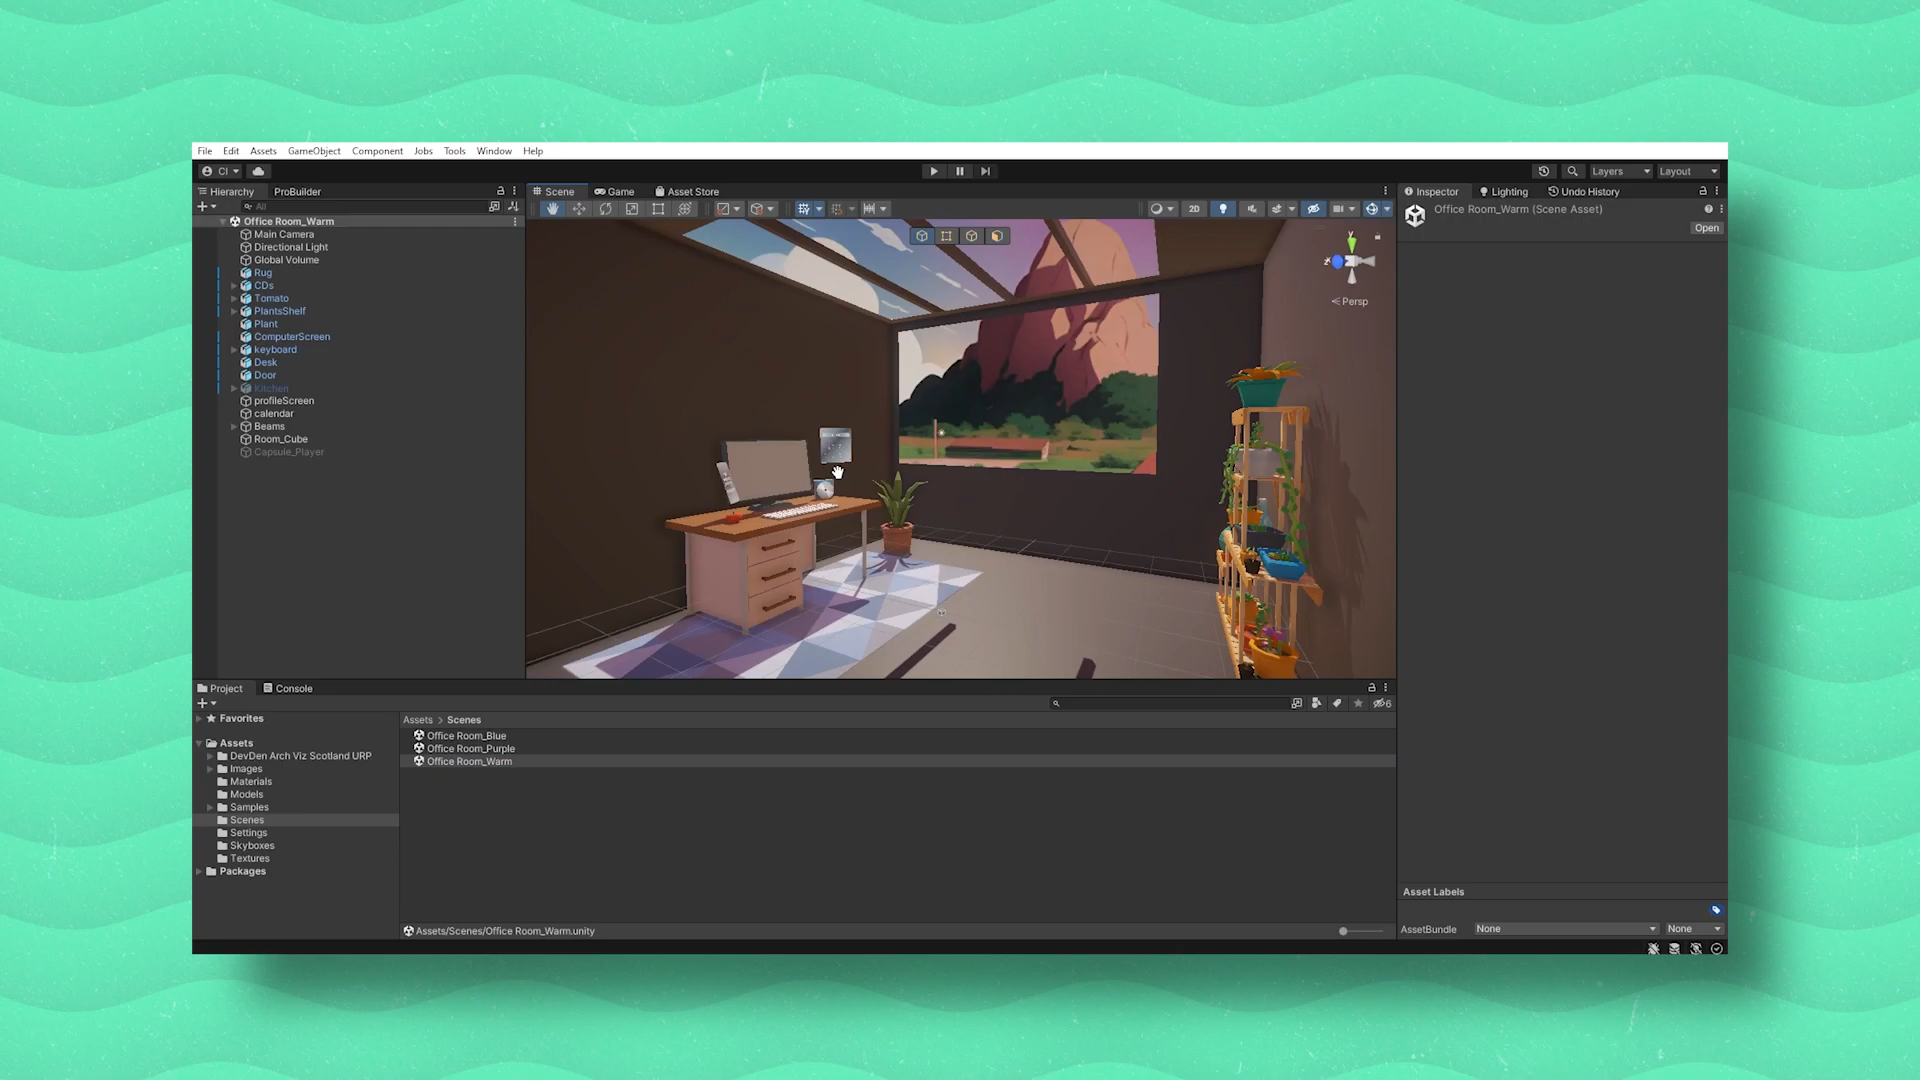 File Edit Assets GameObject Component Jobs Tools Window Help
CI
Layers Layout
Hierarchy ProBuilder
Scene Game Asset Store
Inspector Lighting Undo History
All
2D
Office Room_Warm (Scene Asset)
Open
Office Room_Warm
Main Camera
Directional Light
Global Volume
Rug
CDs
Tomato
PlantsShelf
Plant
ComputerScreen
keyboard
Desk
Door
Kitchen
profileScreen
calendar
Beams
Room_Cube
Capsule_Player
y
z
Persp
Project Console
6
Favorites
Assets
DevDen Arch Viz Scotland URP
Images
Materials
Models
Samples
Scenes
Settings
Skyboxes
Textures
Packages
Assets > Scenes
Office Room_Blue
Office Room_Purple
Office Room_Warm
Assets/Scenes/Office Room_Warm.unity
Asset Labels
AssetBundle None None